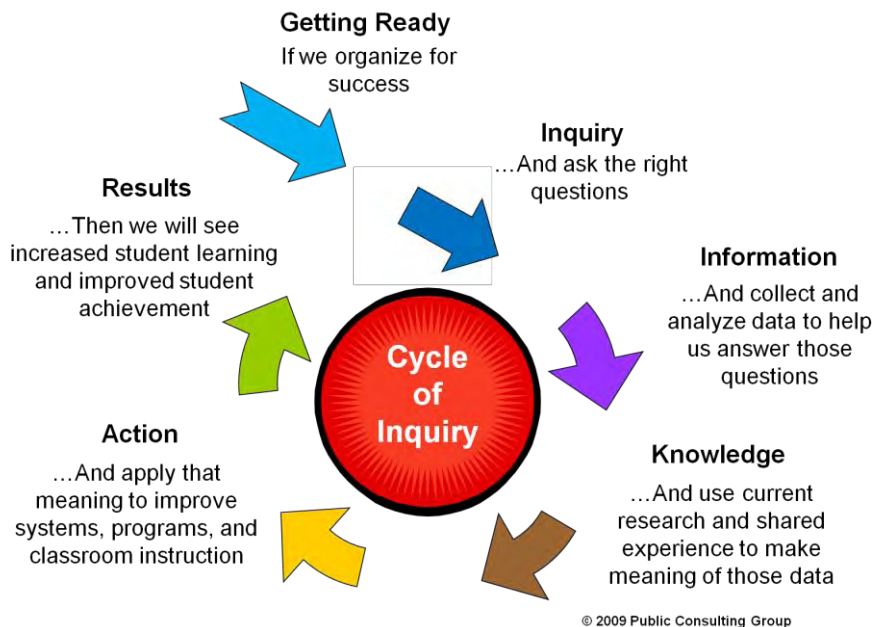 Getting Ready
If we organize for
success
Inquiry
…And ask the right
questions
Information
…And collect and
analyze data to help
us answer those
questions
Knowledge
…And use current
research and shared
experience to make
meaning of those data
Action
…And apply that
meaning to improve
systems, programs, and
classroom instruction
Results
…Then we will see
increased student learning
and improved student
achievement
Cycle
of
Inquiry
© 2009 Public Consulting Group